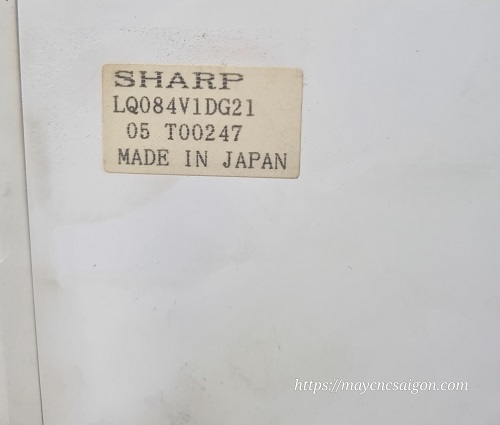 SHARP
LQ084V1DG21
05 T00247
MADE IN JAPAN
https://maycncsaigon.com